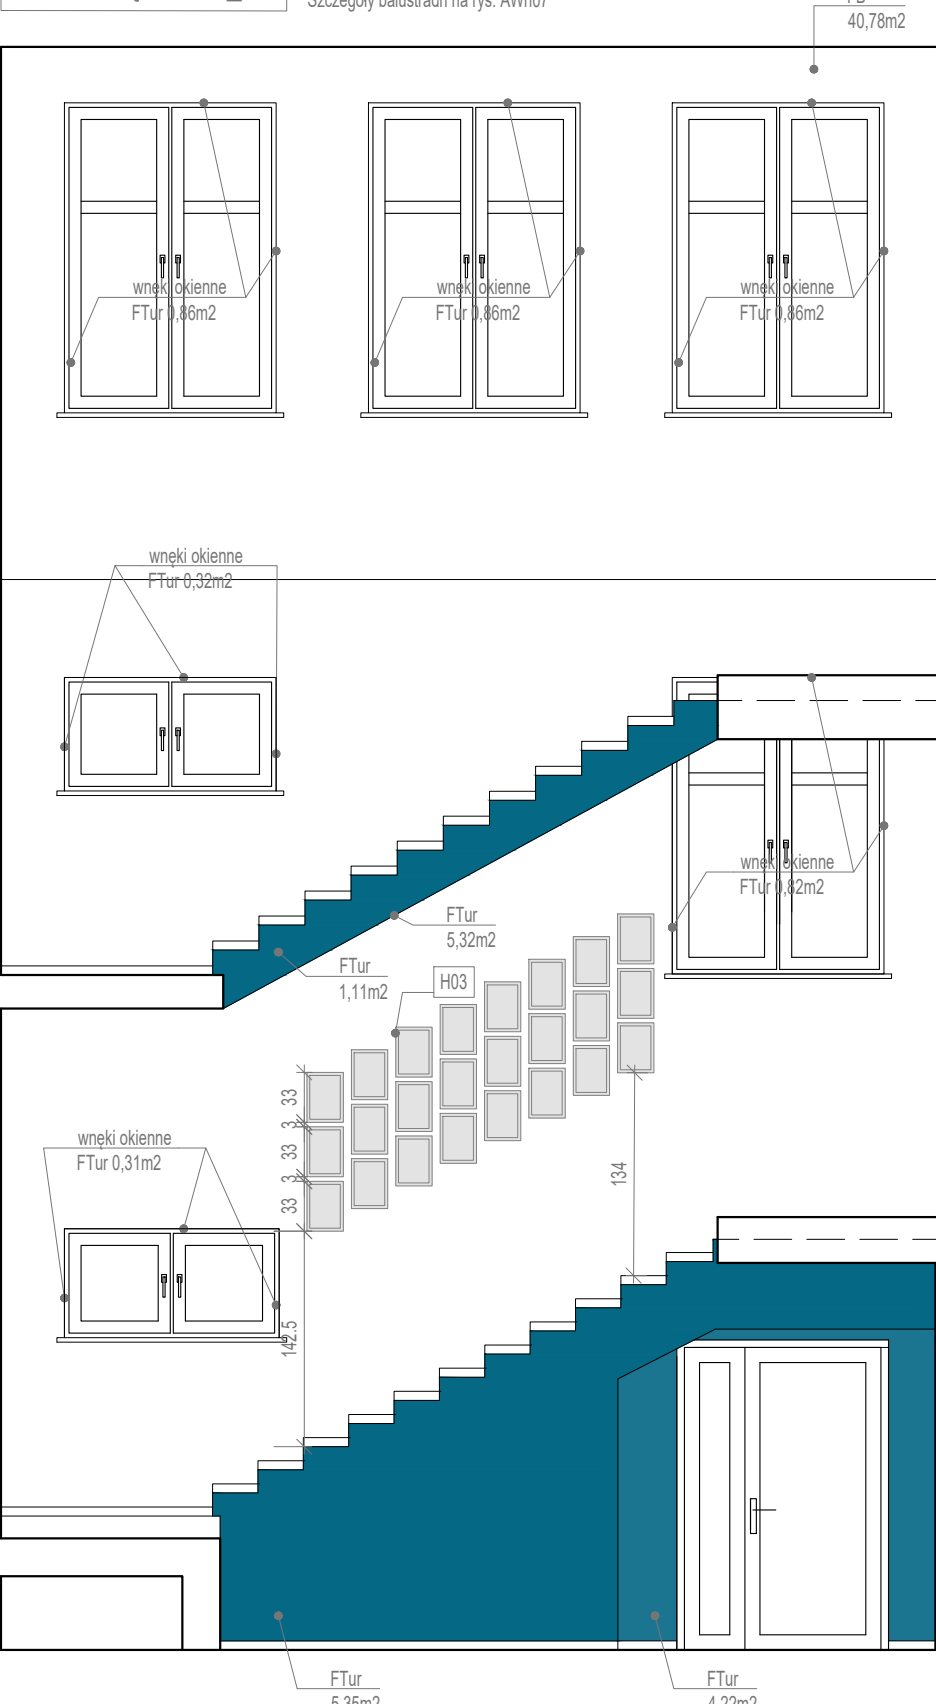 Szczegóły balustradn na rys. AWn07
40,78m2
wnęki okienne
FTur 0,86m2
wnęki okienne
FTur 0,86m2
wnęki okienne
FTur 0,86m2
wnęki okienne
FTur 0,32m2
wnęki okienne
FTur 0,82m2
FTur
5,32m2
FTur
1,11m2
H03
33
3
33
3
33
134
wnęki okienne
FTur 0,31m2
142.5
FTur
5,35m2
FTur
4,22m2